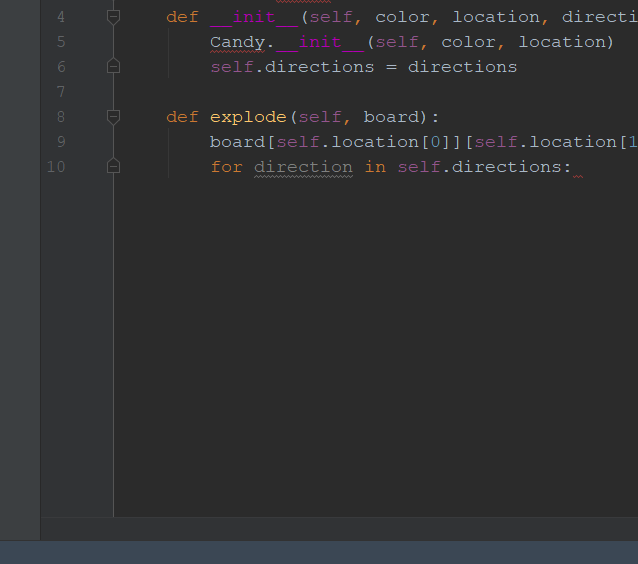 4 def __init__(self, color, location, directi
5 Candy.__init__(self, color, location)
6 self.directions = directions
7
8 def explode(self, board):
9 board[self.location[0]][self.location[1
10 for direction in self.directions: